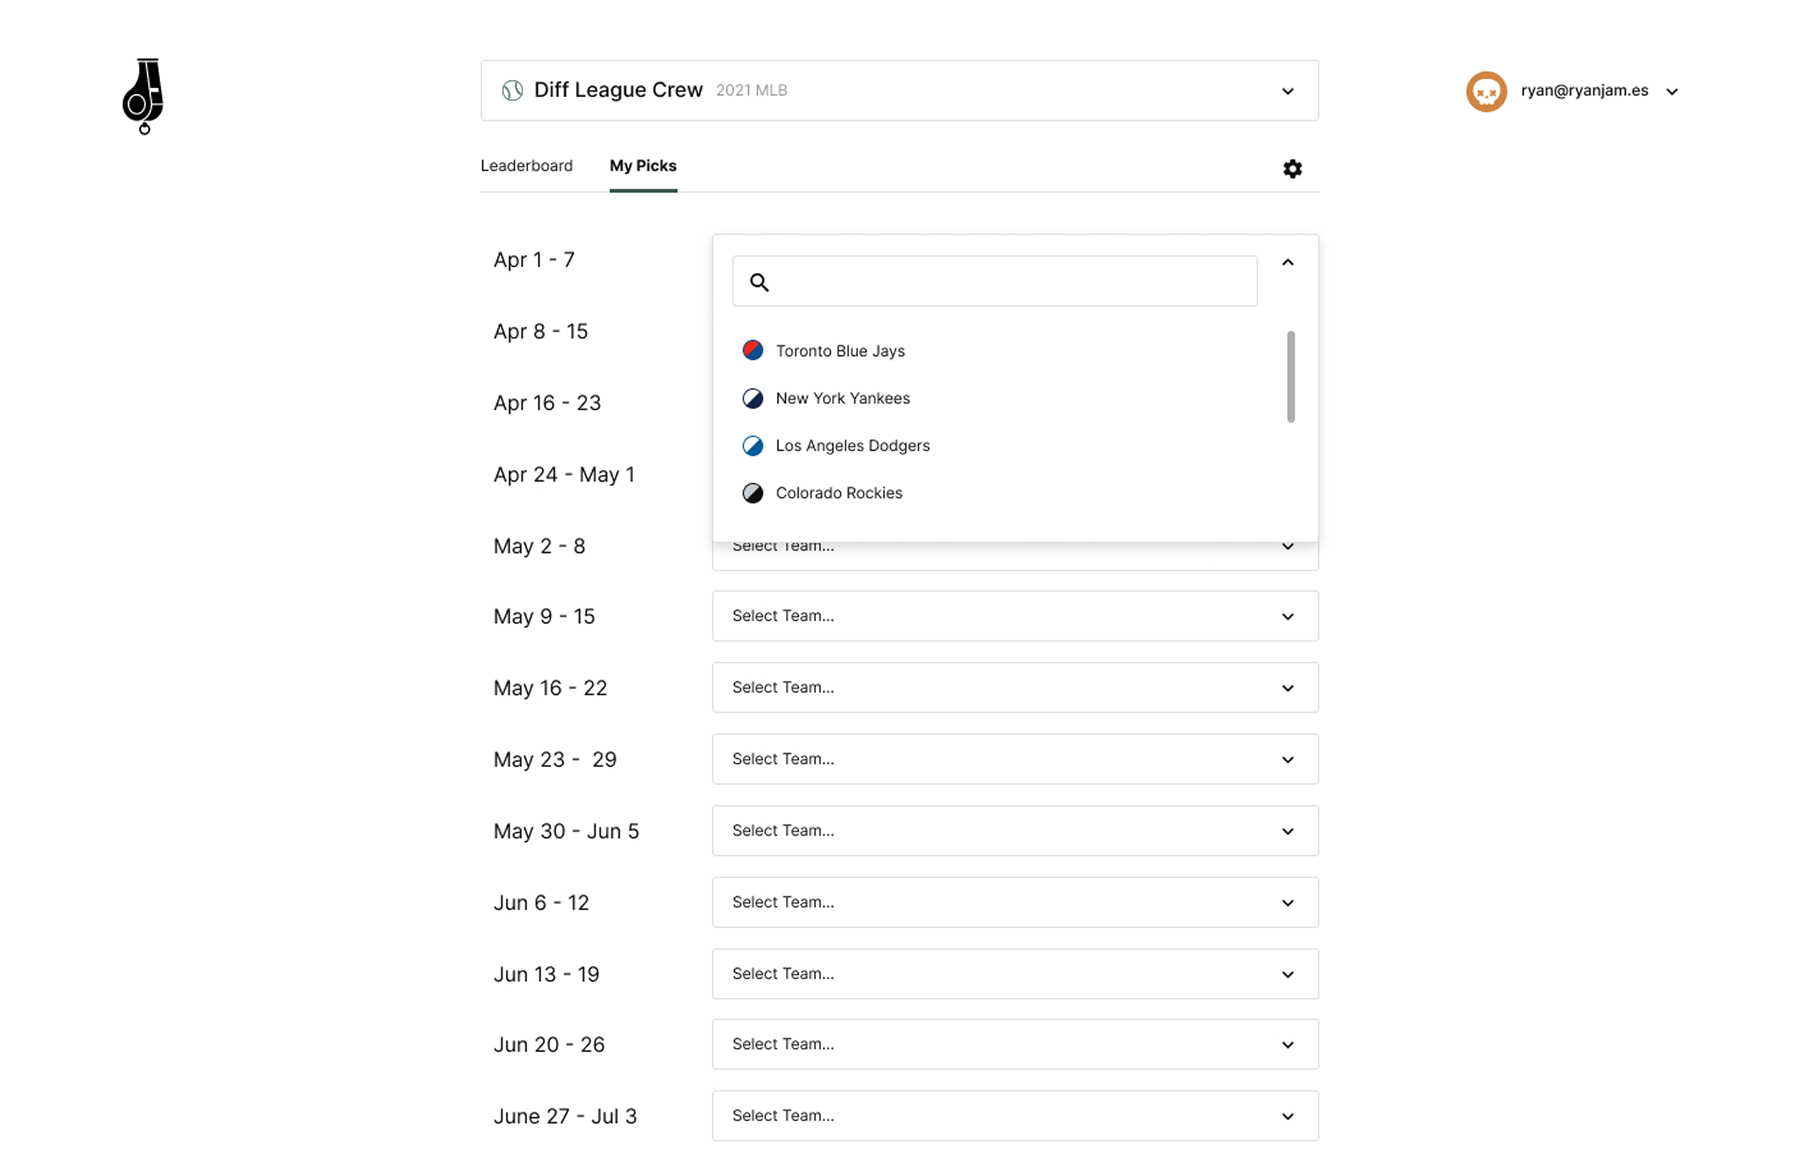 Diff League Crew 2021 MLB
ryan@ryanjam.es
Leaderboard
My Picks
Apr 1 - 7
Apr 8 - 15
Apr 16 - 23
Apr 24 - May 1
Toronto Blue Jays
New York Yankees
Los Angeles Dodgers
Colorado Rockies
May 2 - 8 Select Team...
May 9 - 15 Select Team...
May 16 - 22 Select Team...
May 23 -  29 Select Team...
May 30 - Jun 5 Select Team...
Jun 6 - 12 Select Team...
Jun 13 - 19 Select Team...
Jun 20 - 26 Select Team...
June 27 - Jul 3 Select Team...